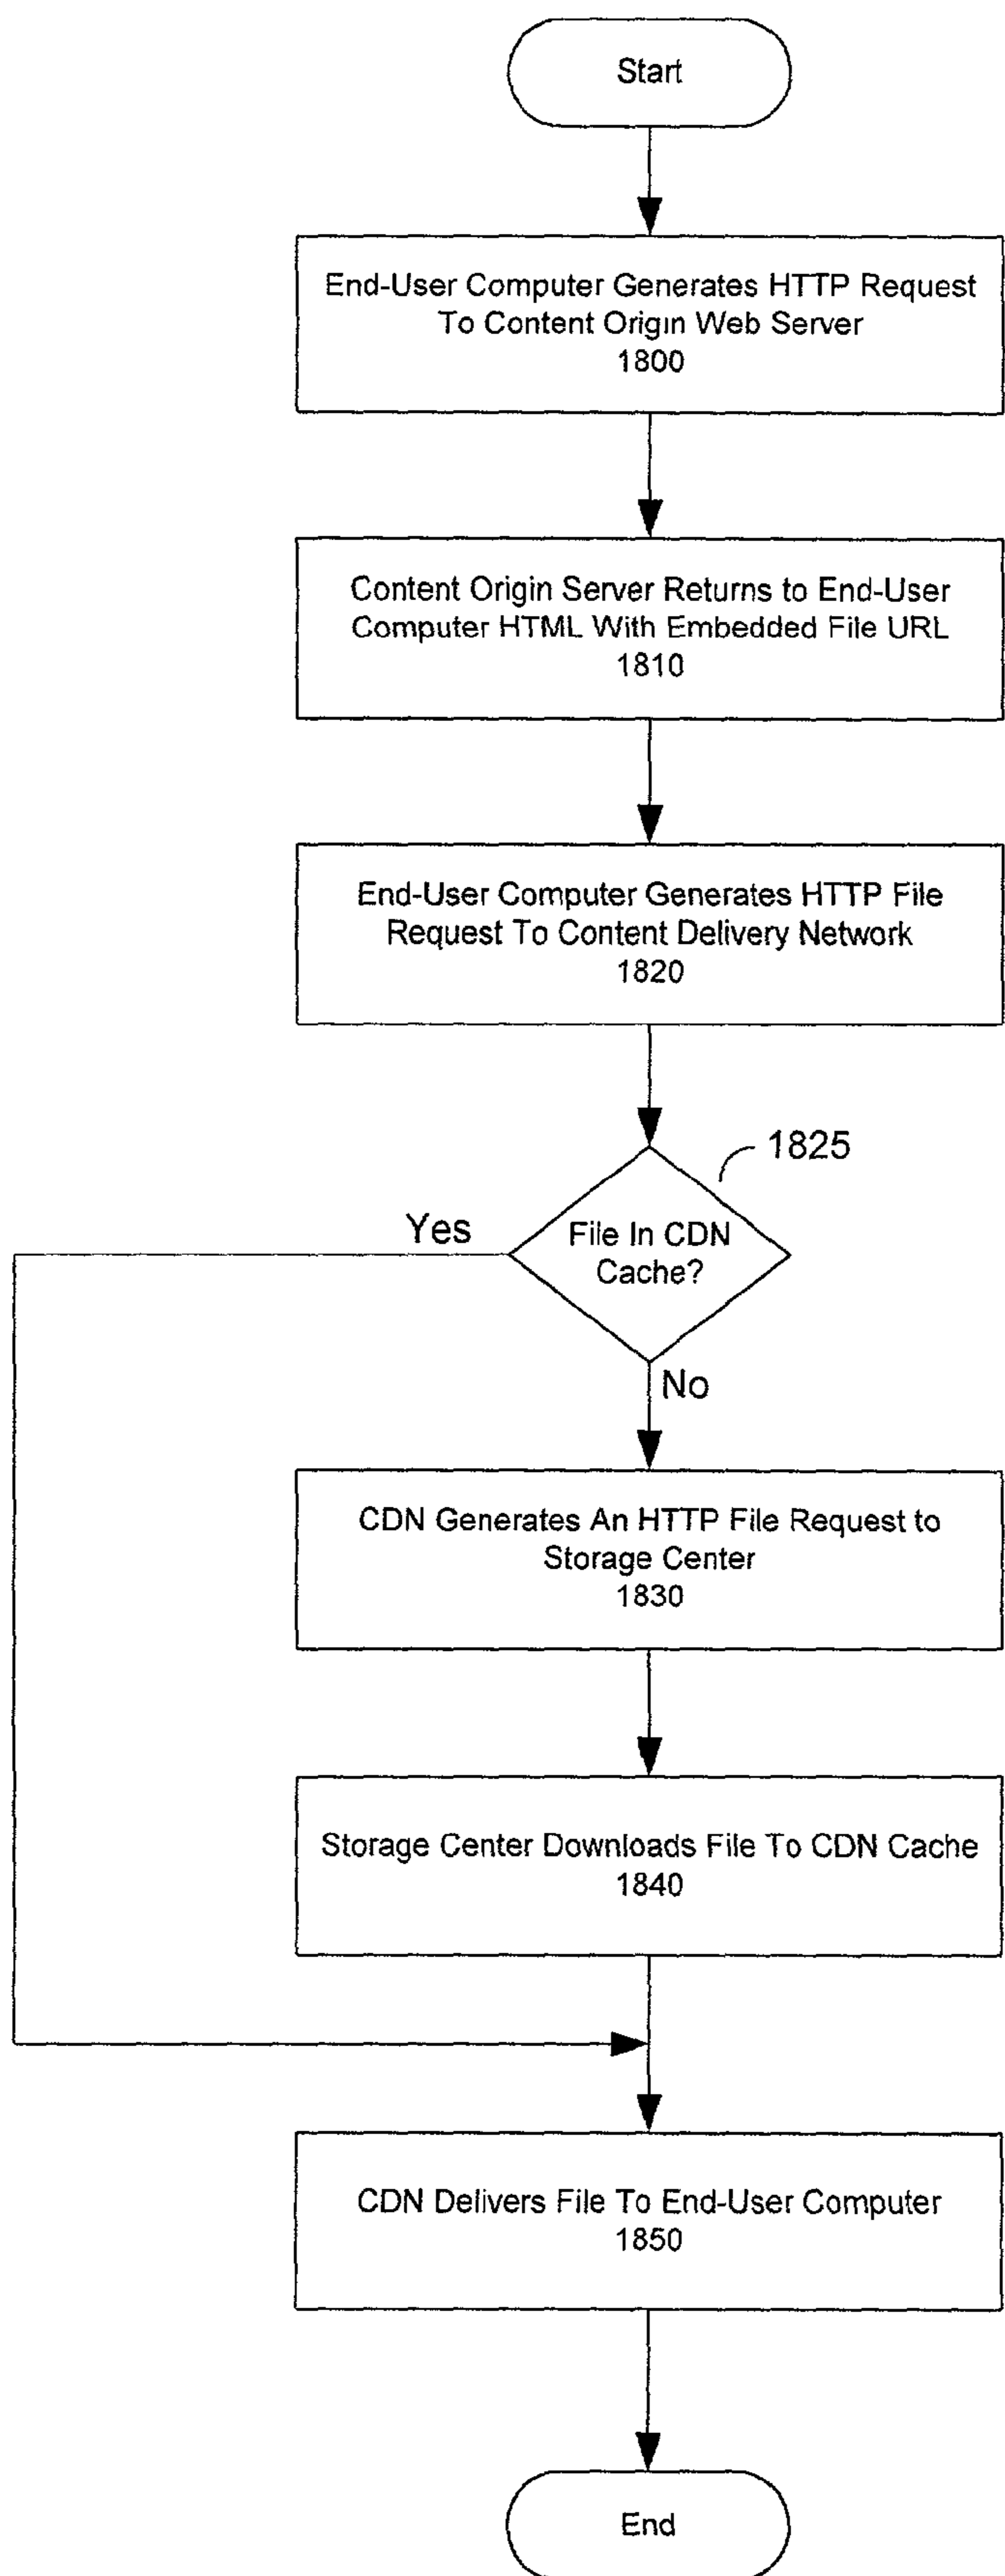 Start
End-User Computer Generates HTTP Request
To Content Origin Web Server
1800
Content Origin Server Returns to End-User
Computer HTML With Embedded File URL
1810
End-User Computer Generates HTTP File
Request To Content Delivery Network
1820
1825
Yes
File In CDN
Cache?
No
CDN Generates An HTTP File Request to
Storage Center
1830
Storage Center Downloads File To CDN Cache
1840
CDN Delivers File To End-User Computer
1850
End